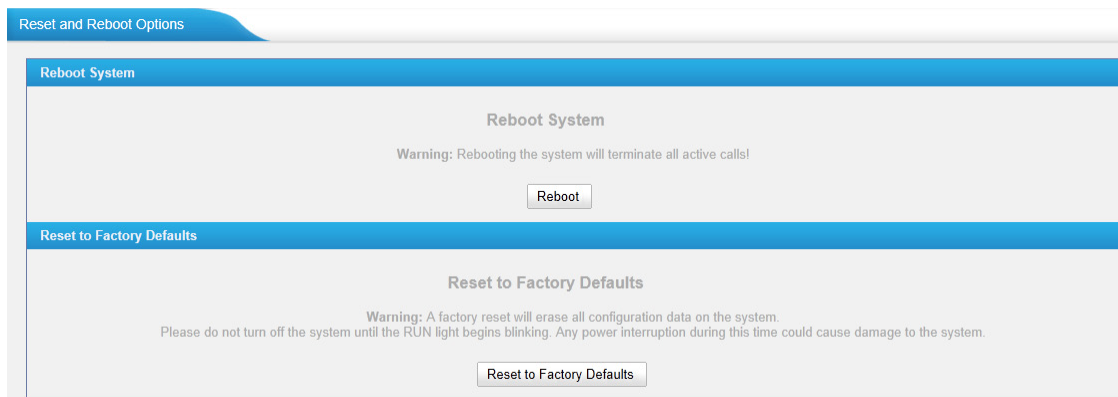 Reset and Reboot Options
Reboot System
Reboot System
Warning: Rebooting the system will terminate all active calls!
Reboot
Reset to Factory Defaults
Reset to Factory Defaults
Warning: A factory reset will erase all configuration data on the system.
Please do not turn off the system until the RUN light begins blinking. Any power interruption during this time could cause damage to the system.
Reset to Factory Defaults